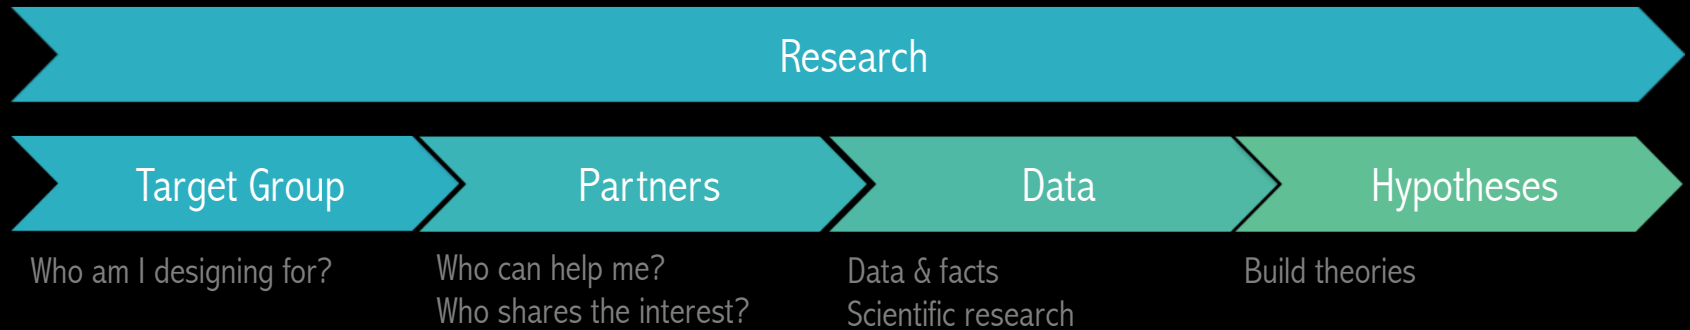 Research
Target Group
Partners
Data
Hypotheses
Who am I designing for?
Who can help me?
Who shares the interest?
Data & facts
Scientific research
Build theories